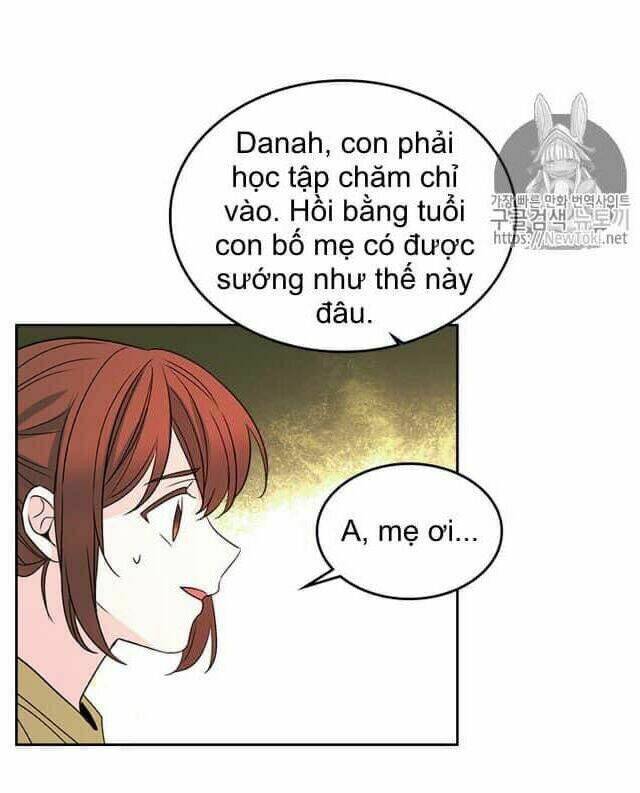 Danah, con phải
học tập chăm chỉ
vào. Hồi bằng tuổi
con bố mẹ có được
sướng như thế này
đâu.
가장 빠른 만화 번역사이트
구글검색 뉴토끼
https://NewToki.net
A, mẹ ơi...